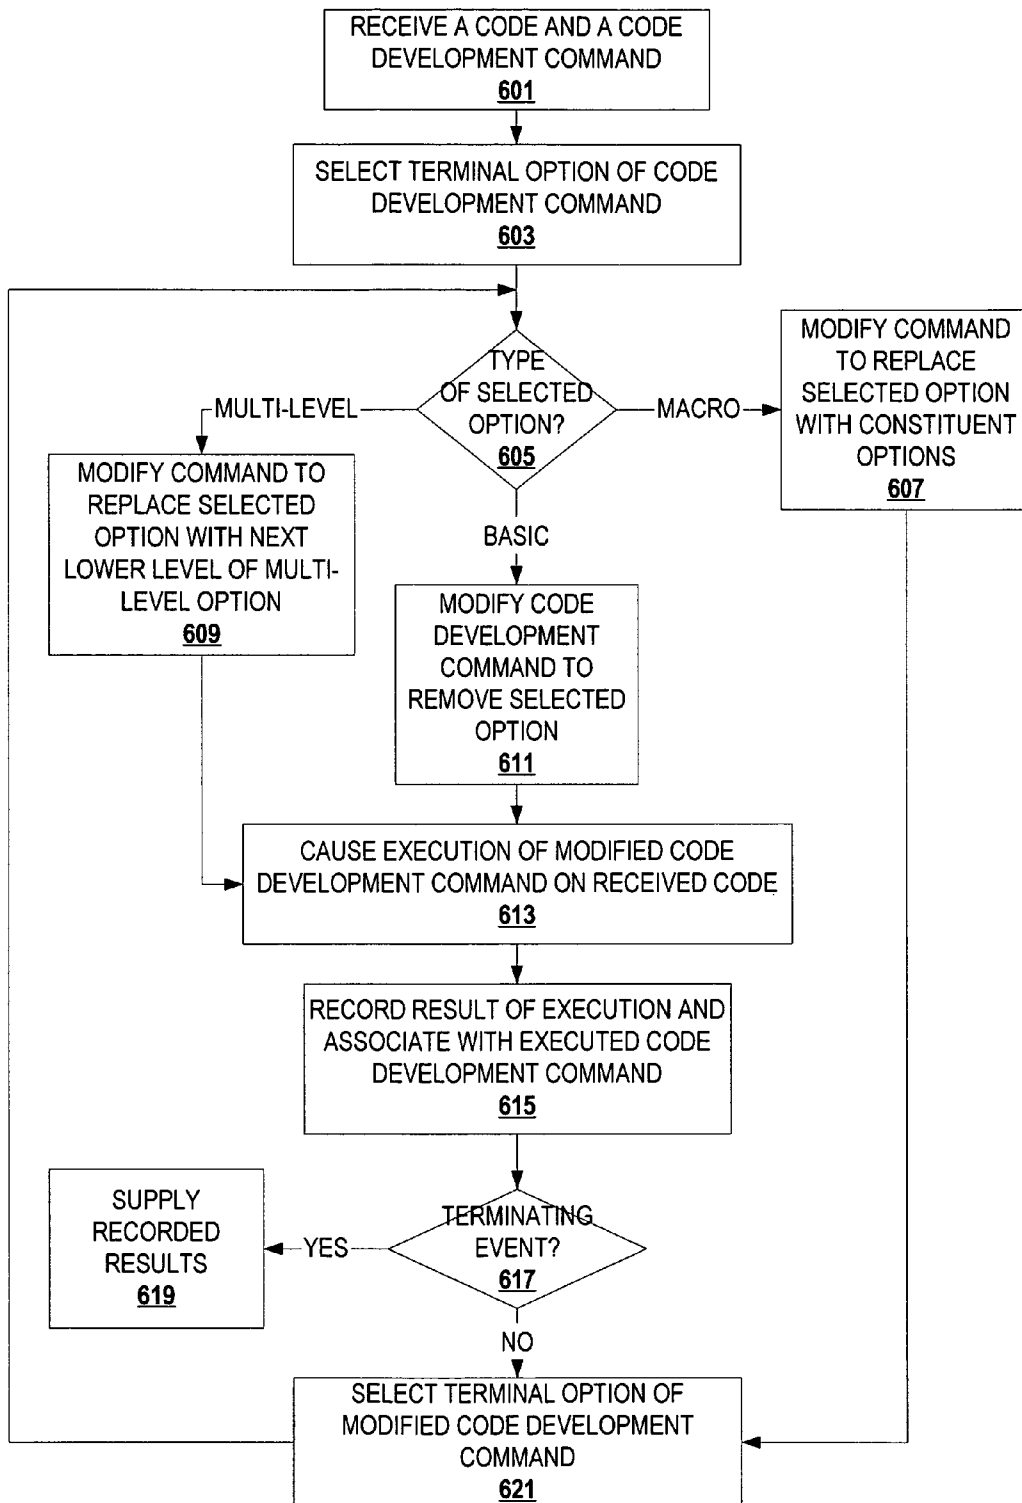 RECEIVE A CODE AND A CODE
DEVELOPMENT COMMAND
601
SELECT TERMINAL OPTION OF CODE
DEVELOPMENT COMMAND
603
TYPE
OF SELECTED
OPTION?
605
MULTI-LEVEL
MACRO
MODIFY COMMAND
TO REPLACE
SELECTED OPTION
WITH CONSTITUENT
OPTIONS
607
MODIFY COMMAND TO
REPLACE SELECTED
OPTION WITH NEXT
LOWER LEVEL OF MULTI-
LEVEL OPTION
609
BASIC
MODIFY CODE
DEVELOPMENT
COMMAND TO
REMOVE SELECTED
OPTION
611
CAUSE EXECUTION OF MODIFIED CODE
DEVELOPMENT COMMAND ON RECEIVED CODE
613
RECORD RESULT OF EXECUTION AND
ASSOCIATE WITH EXECUTED CODE
DEVELOPMENT COMMAND
615
TERMINATING
EVENT?
617
YES
SUPPLY
RECORDED
RESULTS
619
NO
SELECT TERMINAL OPTION OF
MODIFIED CODE DEVELOPMENT
COMMAND
621